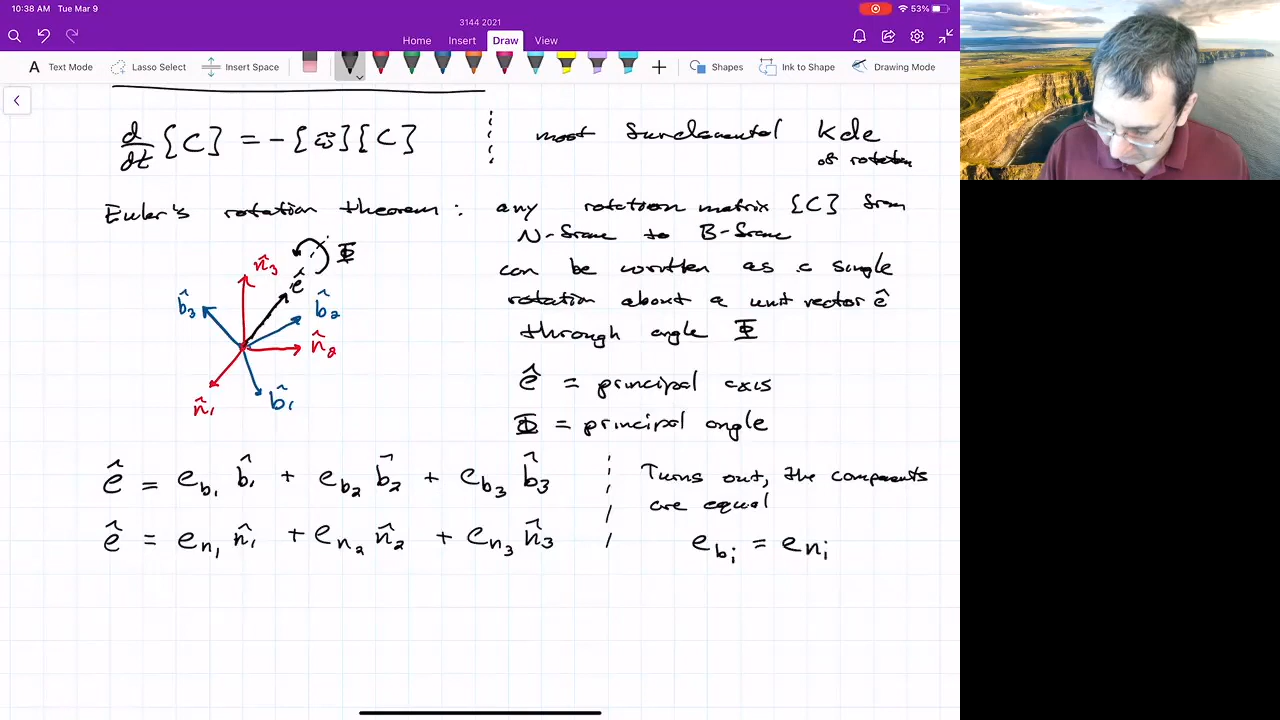 10:38 AM Tue Mar 9
53%
3144 2021
Home Insert Draw View
Text Mode Lasso Select Insert Space Shapes Ink to Shape Drawing Mode
d/dt [C] = -[ω̃][C]
most fundamental kde
of rotation
Euler's rotation theorem: any rotation matrix [C] from
N-frame to B-frame
can be written as a single
rotation about a unit vector ê
through angle Φ
Φ
n̂₃
ê
b̂₃
b̂₂
n̂₂
n̂₁
b̂₁
ê = principal axis
Φ = principal angle
ê = e_b₁ b̂₁ + e_b₂ b̂₂ + e_b₃ b̂₃
ê = e_n₁ n̂₁ + e_n₂ n̂₂ + e_n₃ n̂₃
Turns out, the components
are equal
e_bᵢ = e_nᵢ